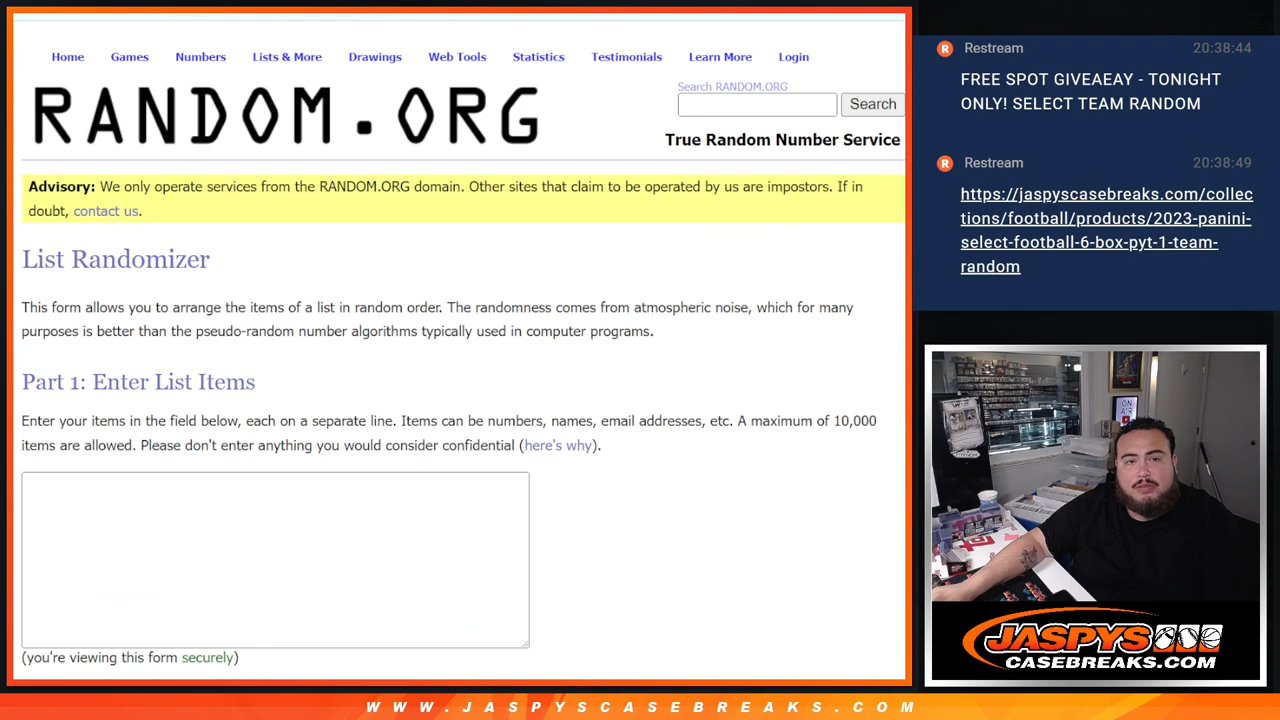 Home Games Numbers Lists & More Drawings Web Tools Statistics Testimonials Learn More Login
RANDOM.ORG
Search RANDOM.ORG
Search
True Random Number Service
Advisory: We only operate services from the RANDOM.ORG domain. Other sites that claim to be operated by us are impostors. If in
doubt, contact us.
List Randomizer
This form allows you to arrange the items of a list in random order. The randomness comes from atmospheric noise, which for many
purposes is better than the pseudo-random number algorithms typically used in computer programs.
Part 1: Enter List Items
Enter your items in the field below, each on a separate line. Items can be numbers, names, email addresses, etc. A maximum of 10,000
items are allowed. Please don't enter anything you would consider confidential (here's why).
(you're viewing this form securely)
R Restream 20:38:44
FREE SPOT GIVEAEAY - TONIGHT
ONLY! SELECT TEAM RANDOM
R Restream 20:38:49
https://jaspyscasebreaks.com/collec
tions/football/products/2023-panini-
select-football-6-box-pyt-1-team-
random
ON
AIR
JASPYS
CASEBREAKS.COM
WWW.JASPYSCASEBREAKS.COM